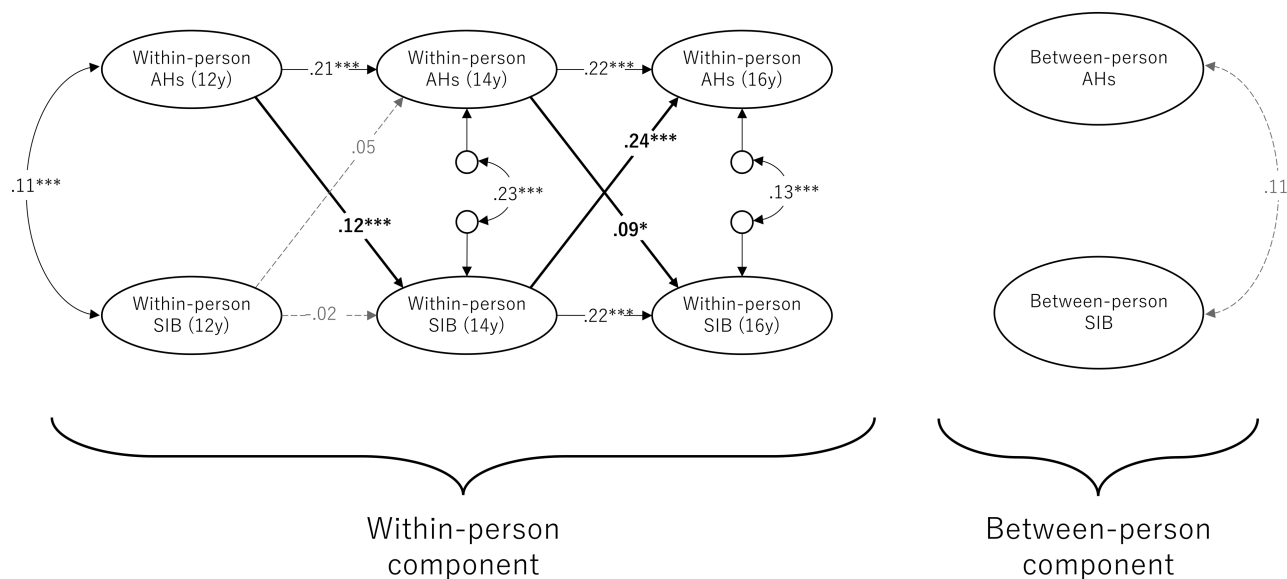 Within-person
AHs (12y)
.21***
Within-person
AHs (14y)
.22***
Within-person
AHs (16y)
Between-person
AHs
.05
.24***
.11***
.23***
.13***
.11
.12***
.09*
Within-person
SIB (12y)
-.02
Within-person
SIB (14y)
.22***
Within-person
SIB (16y)
Between-person
SIB
Within-person
component
Between-person
component